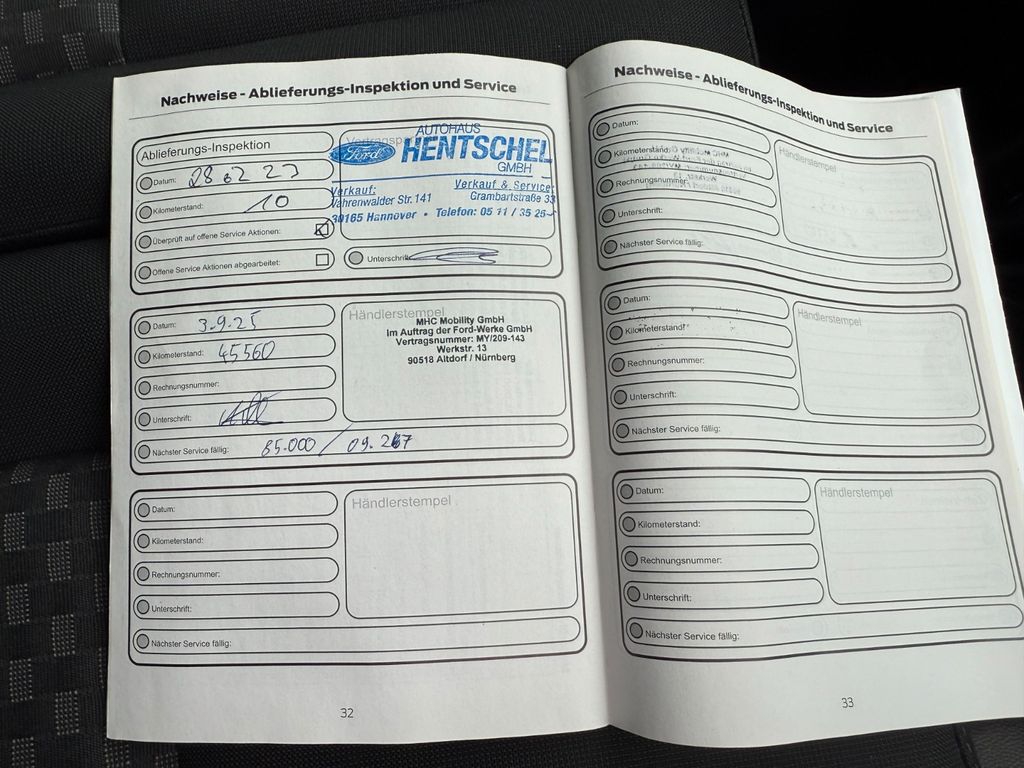 Nachweise - Ablieferungs-Inspektion und Service
Ablieferungs-Inspektion
Datum: 28 02 23
Kilometerstand: 10
Überprüft auf offene Service Aktionen:
Offene Service Aktionen abgearbeitet:
AUTOHAUS
Ford HENTSCHEL
GMBH
Verkauf: Verkauf & Service:
Vahrenwalder Str. 141 Grambartstraße 33
30165 Hannover • Telefon: 05 11 / 35 25
Unterschrift:
Datum: 3.9.25
Kilometerstand: 45560
Rechnungsnummer:
Unterschrift:
Nächster Service fällig: 85.000 / 09.27
Händlerstempel
MHC Mobility GmbH
Im Auftrag der Ford-Werke GmbH
Vertragsnummer: MY/209-143
Werkstr. 13
90518 Altdorf / Nürnberg
Datum:
Kilometerstand:
Rechnungsnummer:
Unterschrift:
Nächster Service fällig:
Händlerstempel
32
Nachweise - Ablieferungs-Inspektion und Service
Datum:
Kilometerstand:
Rechnungsnummer:
Unterschrift:
Nächster Service fällig:
Händlerstempel
Datum:
Kilometerstand:
Rechnungsnummer:
Unterschrift:
Nächster Service fällig:
Händlerstempel
Datum:
Kilometerstand:
Rechnungsnummer:
Unterschrift:
Nächster Service fällig:
Händlerstempel
33